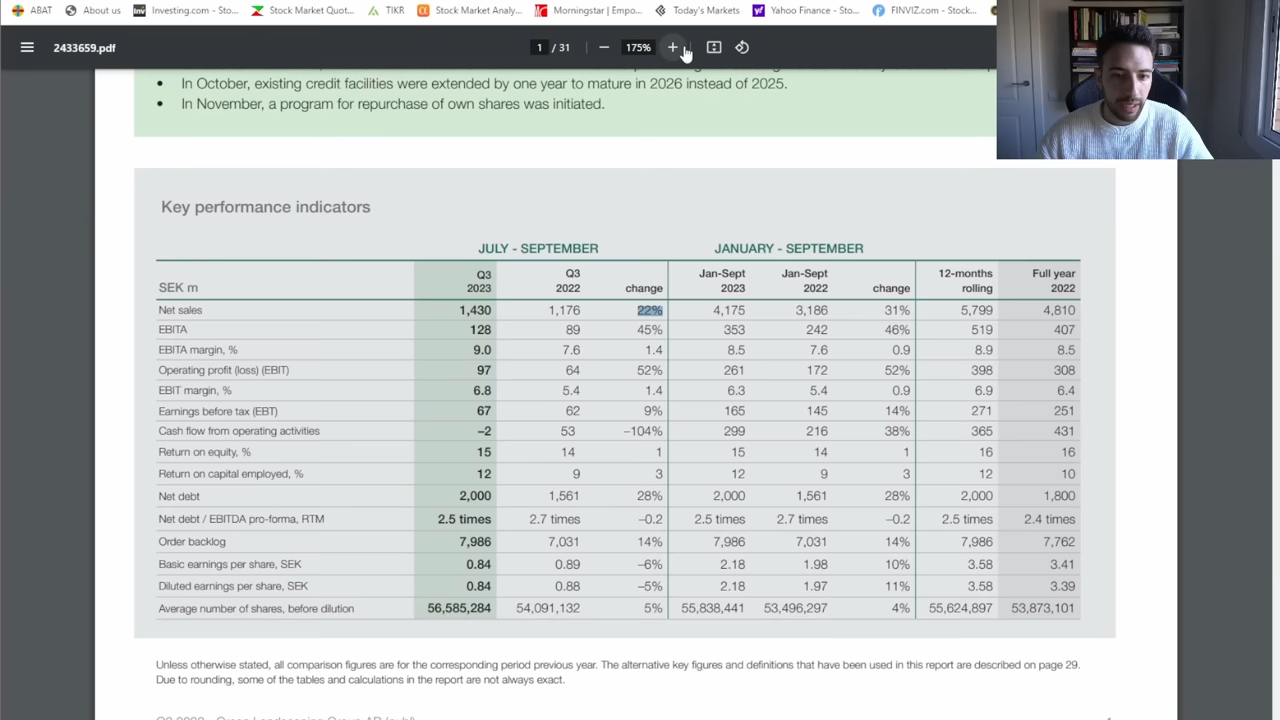 ABAT About us Investing.com - Sto... Stock Market Quot... TIKR Stock Market Analy... Morningstar | Empo... Today's Markets Yahoo Finance - Sto... FINVIZ.com - Stock...
2433659.pdf 1 / 31 175%
• In October, existing credit facilities were extended by one year to mature in 2026 instead of 2025.
• In November, a program for repurchase of own shares was initiated.
Key performance indicators
JULY - SEPTEMBER JANUARY - SEPTEMBER
Q3 Q3 Jan-Sept Jan-Sept 12-months Full year
SEK m 2023 2022 change 2023 2022 change rolling 2022
Net sales 1,430 1,176 22% 4,175 3,186 31% 5,799 4,810
EBITA 128 89 45% 353 242 46% 519 407
EBITA margin, % 9.0 7.6 1.4 8.5 7.6 0.9 8.9 8.5
Operating profit (loss) (EBIT) 97 64 52% 261 172 52% 398 308
EBIT margin, % 6.8 5.4 1.4 6.3 5.4 0.9 6.9 6.4
Earnings before tax (EBT) 67 62 9% 165 145 14% 271 251
Cash flow from operating activities –2 53 –104% 299 216 38% 365 431
Return on equity, % 15 14 1 15 14 1 16 16
Return on capital employed, % 12 9 3 12 9 3 12 10
Net debt 2,000 1,561 28% 2,000 1,561 28% 2,000 1,800
Net debt / EBITDA pro-forma, RTM 2.5 times 2.7 times –0.2 2.5 times 2.7 times –0.2 2.5 times 2.4 times
Order backlog 7,986 7,031 14% 7,986 7,031 14% 7,986 7,762
Basic earnings per share, SEK 0.84 0.89 –6% 2.18 1.98 10% 3.58 3.41
Diluted earnings per share, SEK 0.84 0.88 –5% 2.18 1.97 11% 3.58 3.39
Average number of shares, before dilution 56,585,284 54,091,132 5% 55,838,441 53,496,297 4% 55,624,897 53,873,101
Unless otherwise stated, all comparison figures are for the corresponding period previous year. The alternative key figures and definitions that have been used in this report are described on page 29.
Due to rounding, some of the tables and calculations in the report are not always exact.